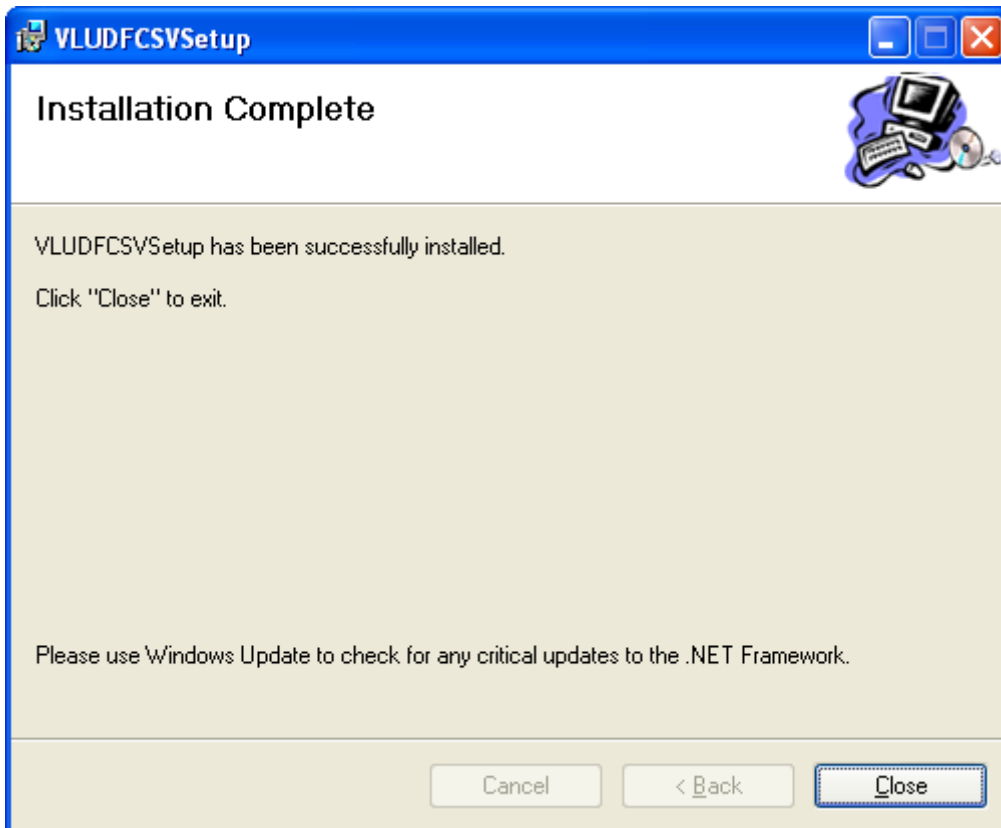 VLUDFCSVSetup
Installation Complete
VLUDFCSVSetup has been successfully installed.
Click "Close" to exit.
Please use Windows Update to check for any critical updates to the .NET Framework.
Cancel
< Back
Close